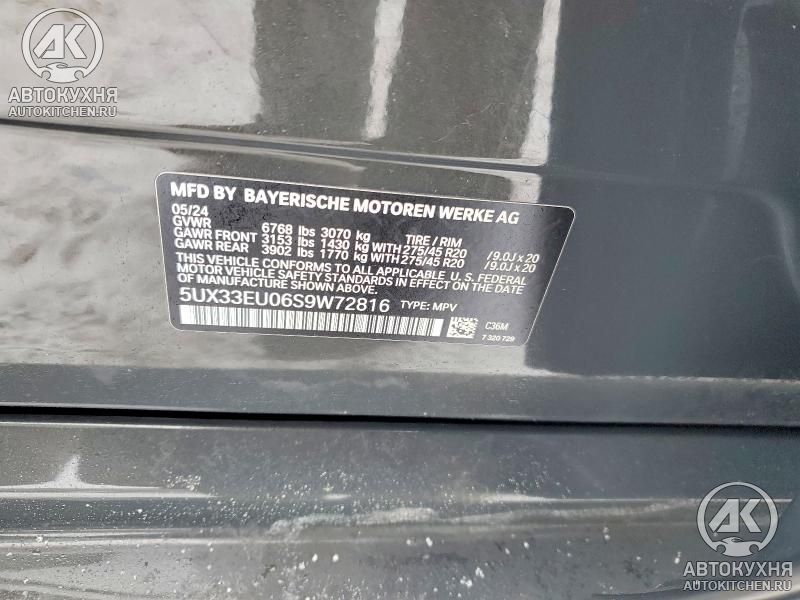 AK
АВТОКУХНЯ
AUTOKITCHEN.RU
MFD BY BAYERISCHE MOTOREN WERKE AG
05/24
GVWR 6768 lbs 3070 kg TIRE / RIM
GAWR FRONT 3153 lbs 1430 kg WITH 275/45 R20 /9.0J x 20
GAWR REAR 3902 lbs 1770 kg WITH 275/45 R20 /9.0J x 20
THIS VEHICLE CONFORMS TO ALL APPLICABLE U. S. FEDERAL
MOTOR VEHICLE SAFETY STANDARDS IN EFFECT ON THE DATE
OF MANUFACTURE SHOWN ABOVE.
5UX33EU06S9W72816 TYPE: MPV
C36M
7 320 729
AK
АВТОКУХНЯ
AUTOKITCHEN.RU